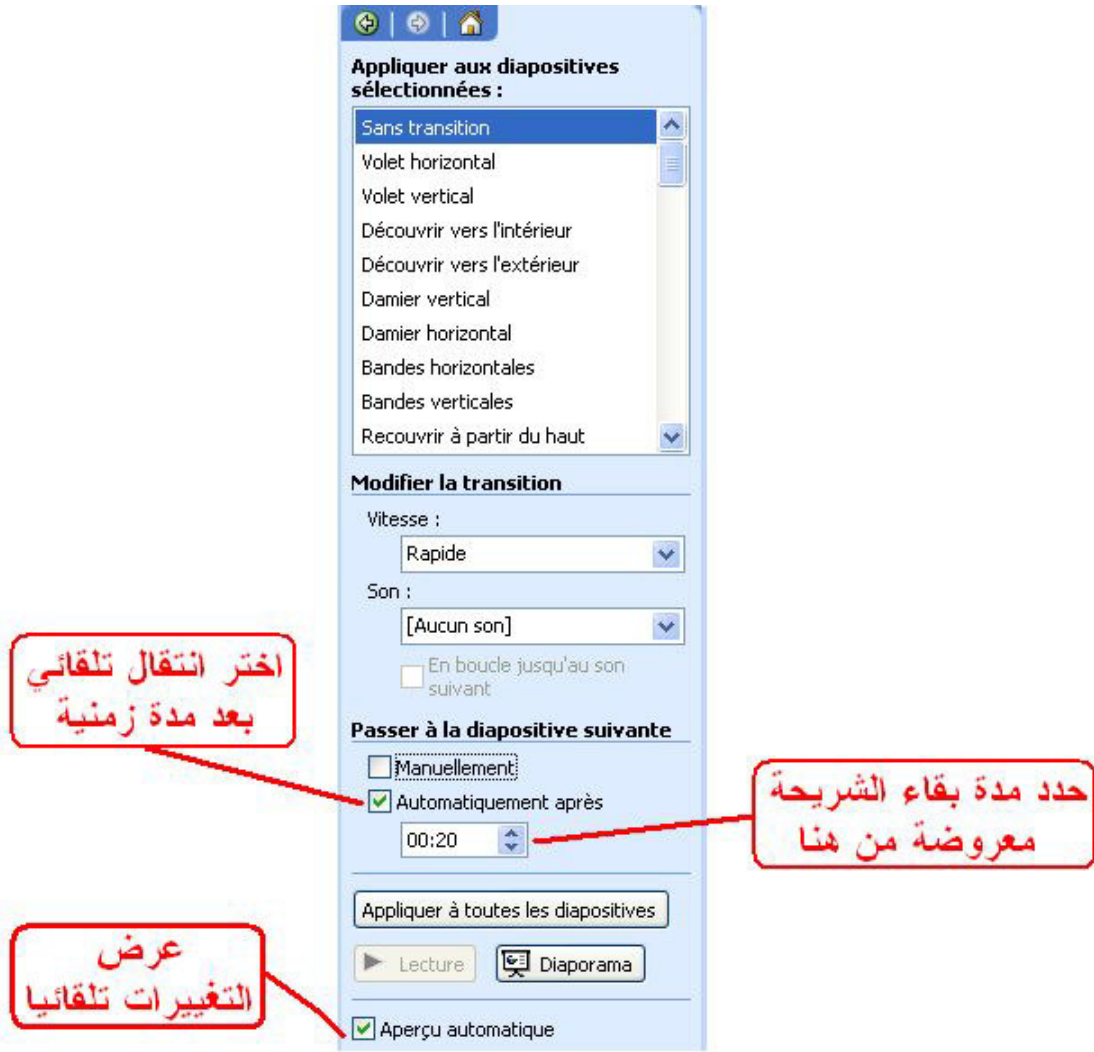 Appliquer aux diapositives
sélectionnées :
Sans transition
Volet horizontal
Volet vertical
Découvrir vers l'intérieur
Découvrir vers l'extérieur
Damier vertical
Damier horizontal
Bandes horizontales
Bandes verticales
Recouvrir à partir du haut
Modifier la transition
Vitesse :
Rapide
Son :
[Aucun son]
En boucle jusqu'au son
suivant
اختر انتقال تلقائي
بعد مدة زمنية
Passer à la diapositive suivante
Manuellement
Automatiquement après
00:20
حدد مدة بقاء الشريحة
معروضة من هنا
Appliquer à toutes les diapositives
Lecture
Diaporama
عرض
التغييرات تلقائيا
Aperçu automatique